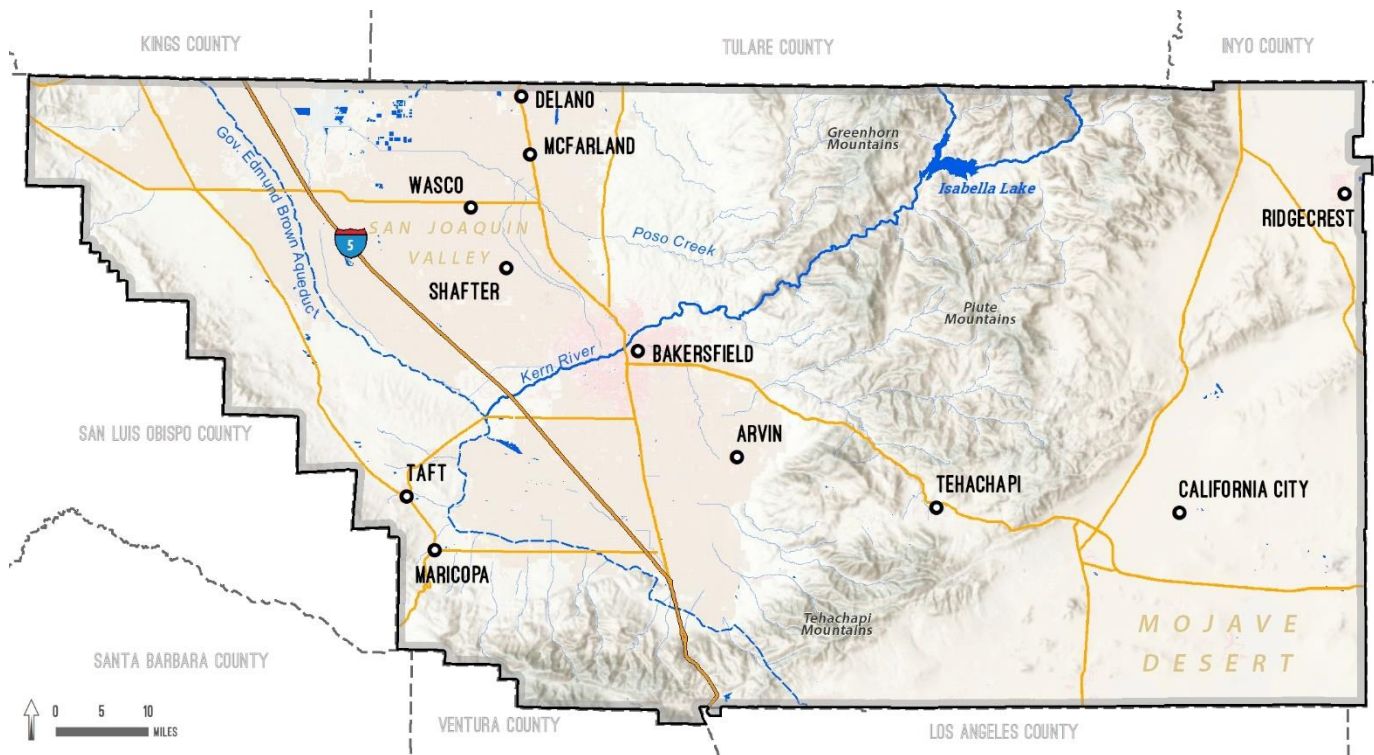 KINGS COUNTY
TULARE COUNTY
INYO COUNTY
DELANO
Greenhorn
Mountains
MCFARLAND
Gov. Edmund Brown Aqueduct
WASCO
Isabella Lake
RIDGECREST
SAN JOAQUIN
VALLEY
5
Poso Creek
SHAFTER
Piute
Mountains
BAKERSFIELD
Kern River
SAN LUIS OBISPO COUNTY
ARVIN
TAFT
TEHACHAPI
CALIFORNIA CITY
MARICOPA
Tehachapi
Mountains
MOJAVE
DESERT
SANTA BARBARA COUNTY
0 5 10
MILES
VENTURA COUNTY
LOS ANGELES COUNTY